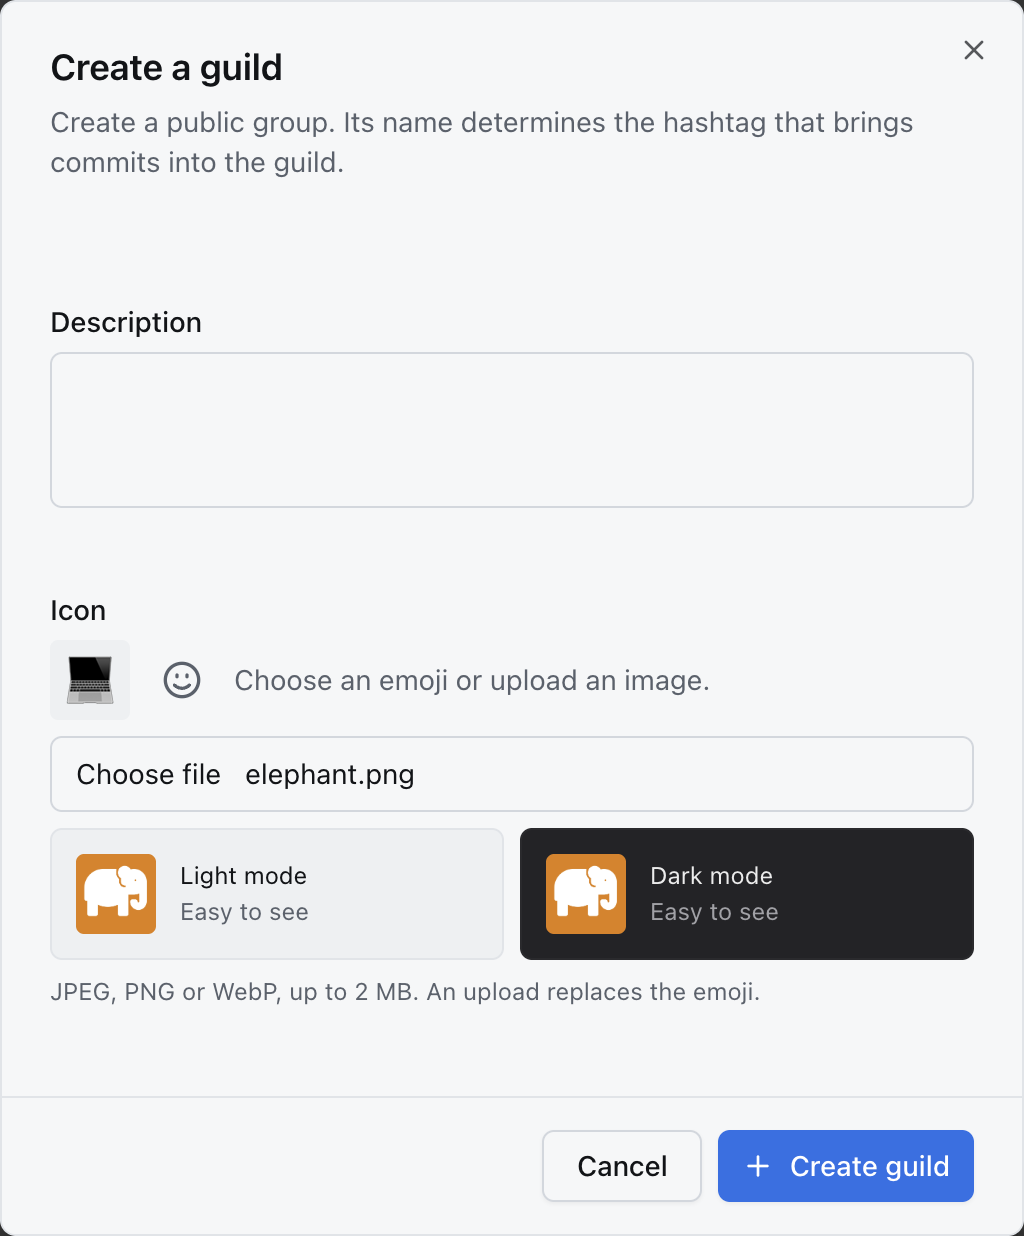 Create a guild
Create a public group. Its name determines the hashtag that brings
commits into the guild.
Description
Icon
Choose an emoji or upload an image.
Choose file elephant.png
Light mode
Easy to see
Dark mode
Easy to see
JPEG, PNG or WebP, up to 2 MB. An upload replaces the emoji.
Cancel
Create guild